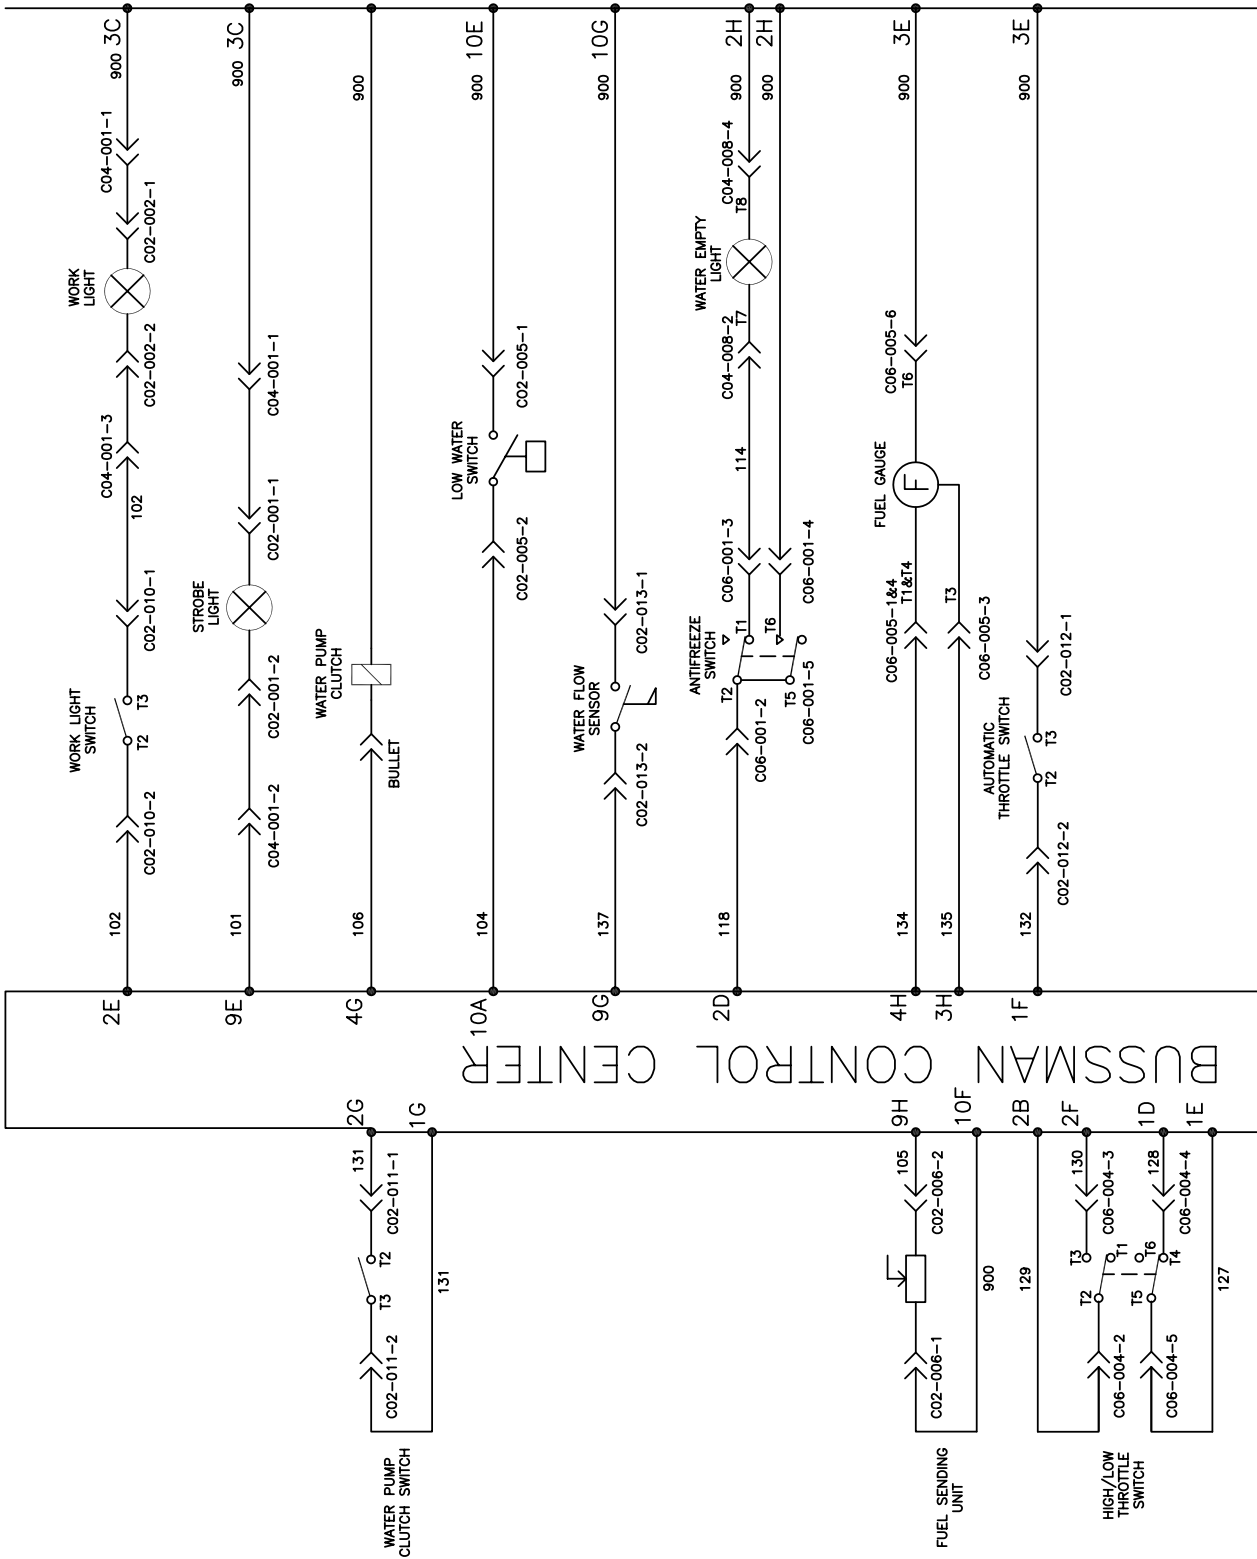 3C
900
C04-001-1
C02-002-1
WORK
LIGHT
C02-002-2
C04-001-3
102
C02-010-1
WORK LIGHT
SWITCH
T3
T2
C02-010-2
102
2E
3C
900
C04-001-1
C02-001-1
STROBE
LIGHT
C02-001-2
C04-001-2
101
9E
900
WATER PUMP
CLUTCH
BULLET
106
4G
10E
900
C02-005-1
LOW WATER
SWITCH
C02-005-2
104
10A
10G
900
C02-013-1
WATER FLOW
SENSOR
C02-013-2
137
9G
2H
2H
900
900
C04-008-4
T8
WATER EMPTY
LIGHT
T7
C04-008-2
114
C06-001-3
C06-001-4
ANTIFREEZE
SWITCH
T1
T6
T2
T5
C06-001-5
C06-001-2
118
2D
3E
900
C06-005-6
T6
FUEL GAUGE
F
C06-005-1&4
T1&T4
T3
C06-005-3
134
135
4H
3H
3E
900
C02-012-1
AUTOMATIC
THROTTLE SWITCH
T3
T2
C02-012-2
132
1F
BUSSMAN CONTROL CENTER
2G
1G
131
C02-011-1
T2
T3
131
C02-011-2
WATER PUMP
CLUTCH SWITCH
9H
10F
105
C02-006-2
900
C02-006-1
FUEL SENDING
UNIT
2B
2F
1D
1E
130
C06-004-3
128
C06-004-4
129
T3
T1
T2
T6
T4
T5
127
C06-004-2
C06-004-5
HIGH/LOW
THROTTLE
SWITCH